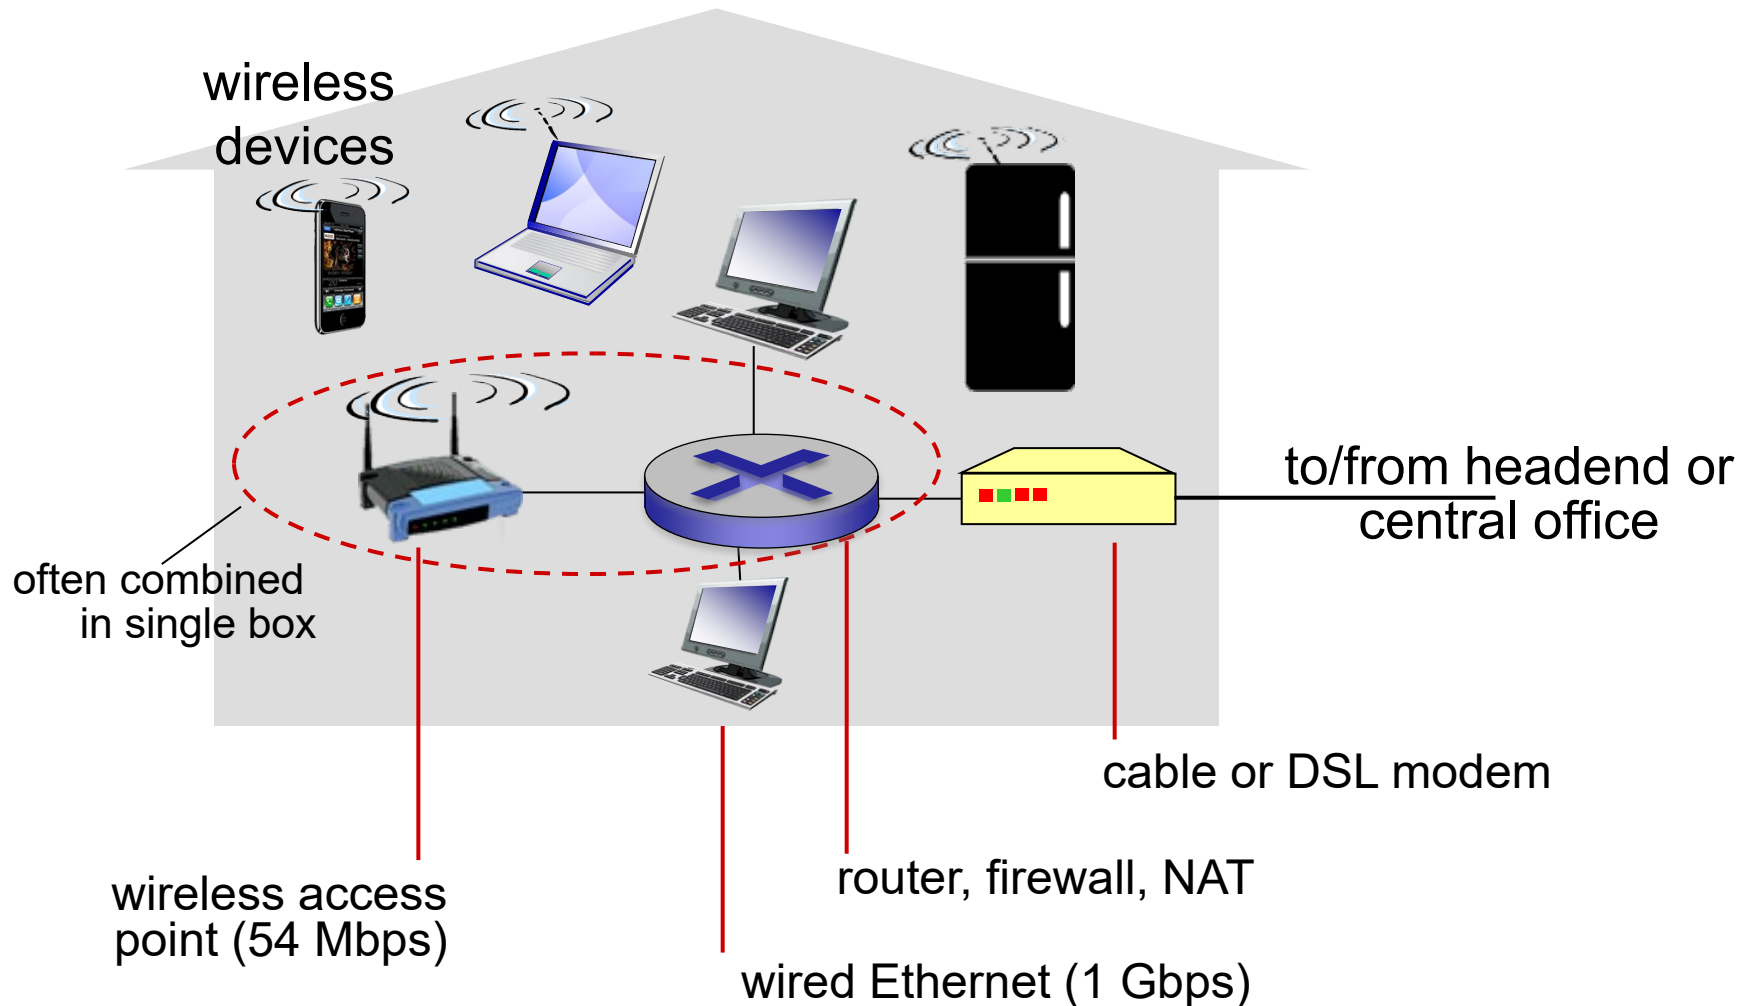 wireless
devices
to/from headend or
central office
often combined
in single box
cable or DSL modem
router, firewall, NAT
wireless access
point (54 Mbps)
wired Ethernet (1 Gbps)